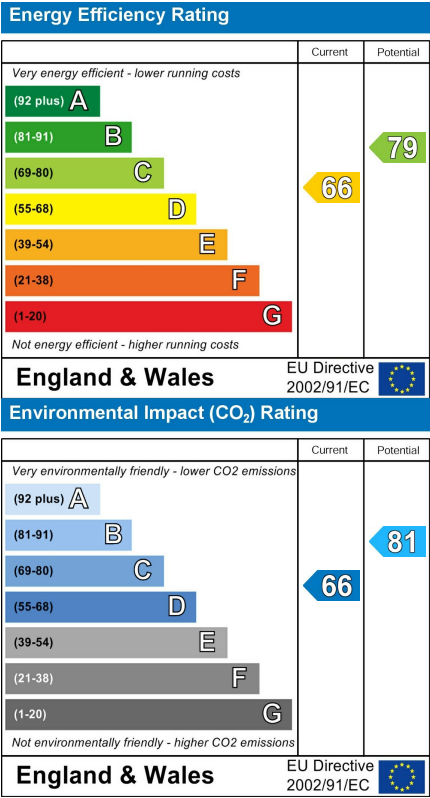 Energy Efficiency Rating
Current Potential
Very energy efficient - lower running costs
(92 plus) A
(81-91) B
79
(69-80) C
66
(55-68) D
(39-54) E
(21-38) F
(1-20) G
Not energy efficient - higher running costs
England & Wales
EU Directive
2002/91/EC
Environmental Impact (CO₂) Rating
Current Potential
Very environmentally friendly - lower CO2 emissions
(92 plus) A
(81-91) B
81
(69-80) C
66
(55-68) D
(39-54) E
(21-38) F
(1-20) G
Not environmentally friendly - higher CO2 emissions
England & Wales
EU Directive
2002/91/EC